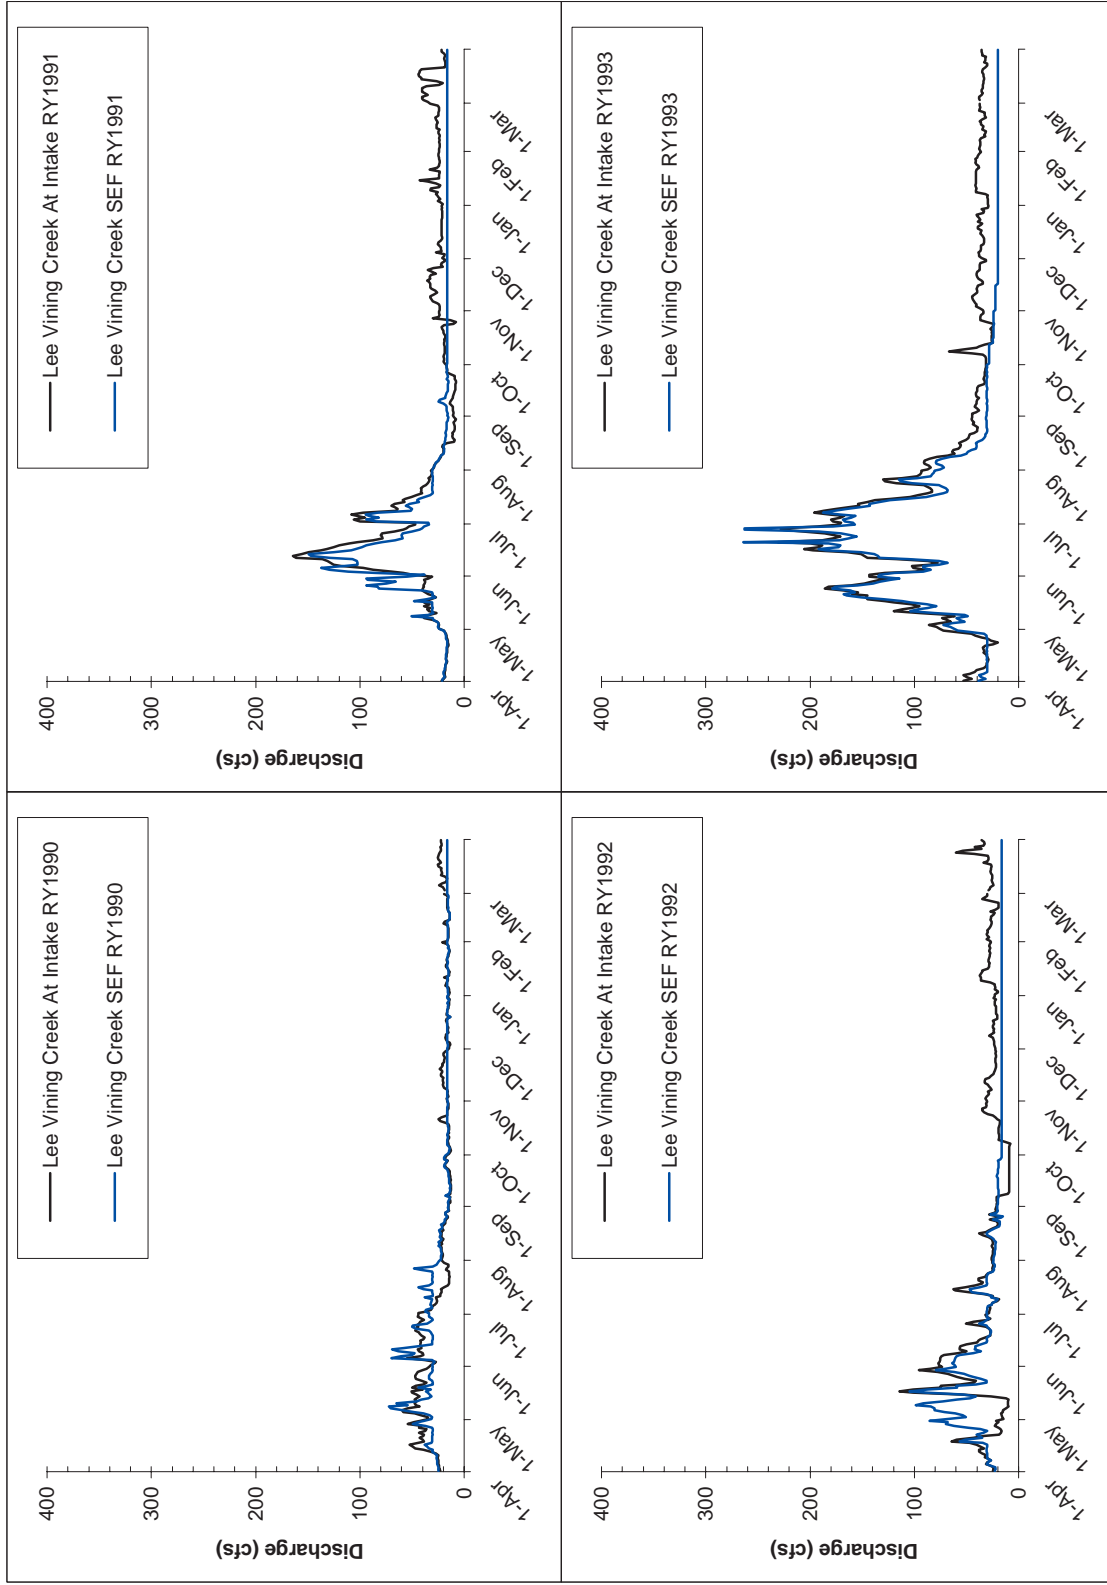 Lee Vining Creek At Intake RY1990
Lee Vining Creek SEF RY1990
Discharge (cfs)
400
300
200
100
0
1-Apr
1-May
1-Jun
1-Jul
1-Aug
1-Sep
1-Oct
1-Nov
1-Dec
1-Jan
1-Feb
1-Mar
Lee Vining Creek At Intake RY1991
Lee Vining Creek SEF RY1991
Discharge (cfs)
400
300
200
100
0
1-Apr
1-May
1-Jun
1-Jul
1-Aug
1-Sep
1-Oct
1-Nov
1-Dec
1-Jan
1-Feb
1-Mar
Lee Vining Creek At Intake RY1992
Lee Vining Creek SEF RY1992
Discharge (cfs)
400
300
200
100
0
1-Apr
1-May
1-Jun
1-Jul
1-Aug
1-Sep
1-Oct
1-Nov
1-Dec
1-Jan
1-Feb
1-Mar
Lee Vining Creek At Intake RY1993
Lee Vining Creek SEF RY1993
Discharge (cfs)
400
300
200
100
0
1-Apr
1-May
1-Jun
1-Jul
1-Aug
1-Sep
1-Oct
1-Nov
1-Dec
1-Jan
1-Feb
1-Mar